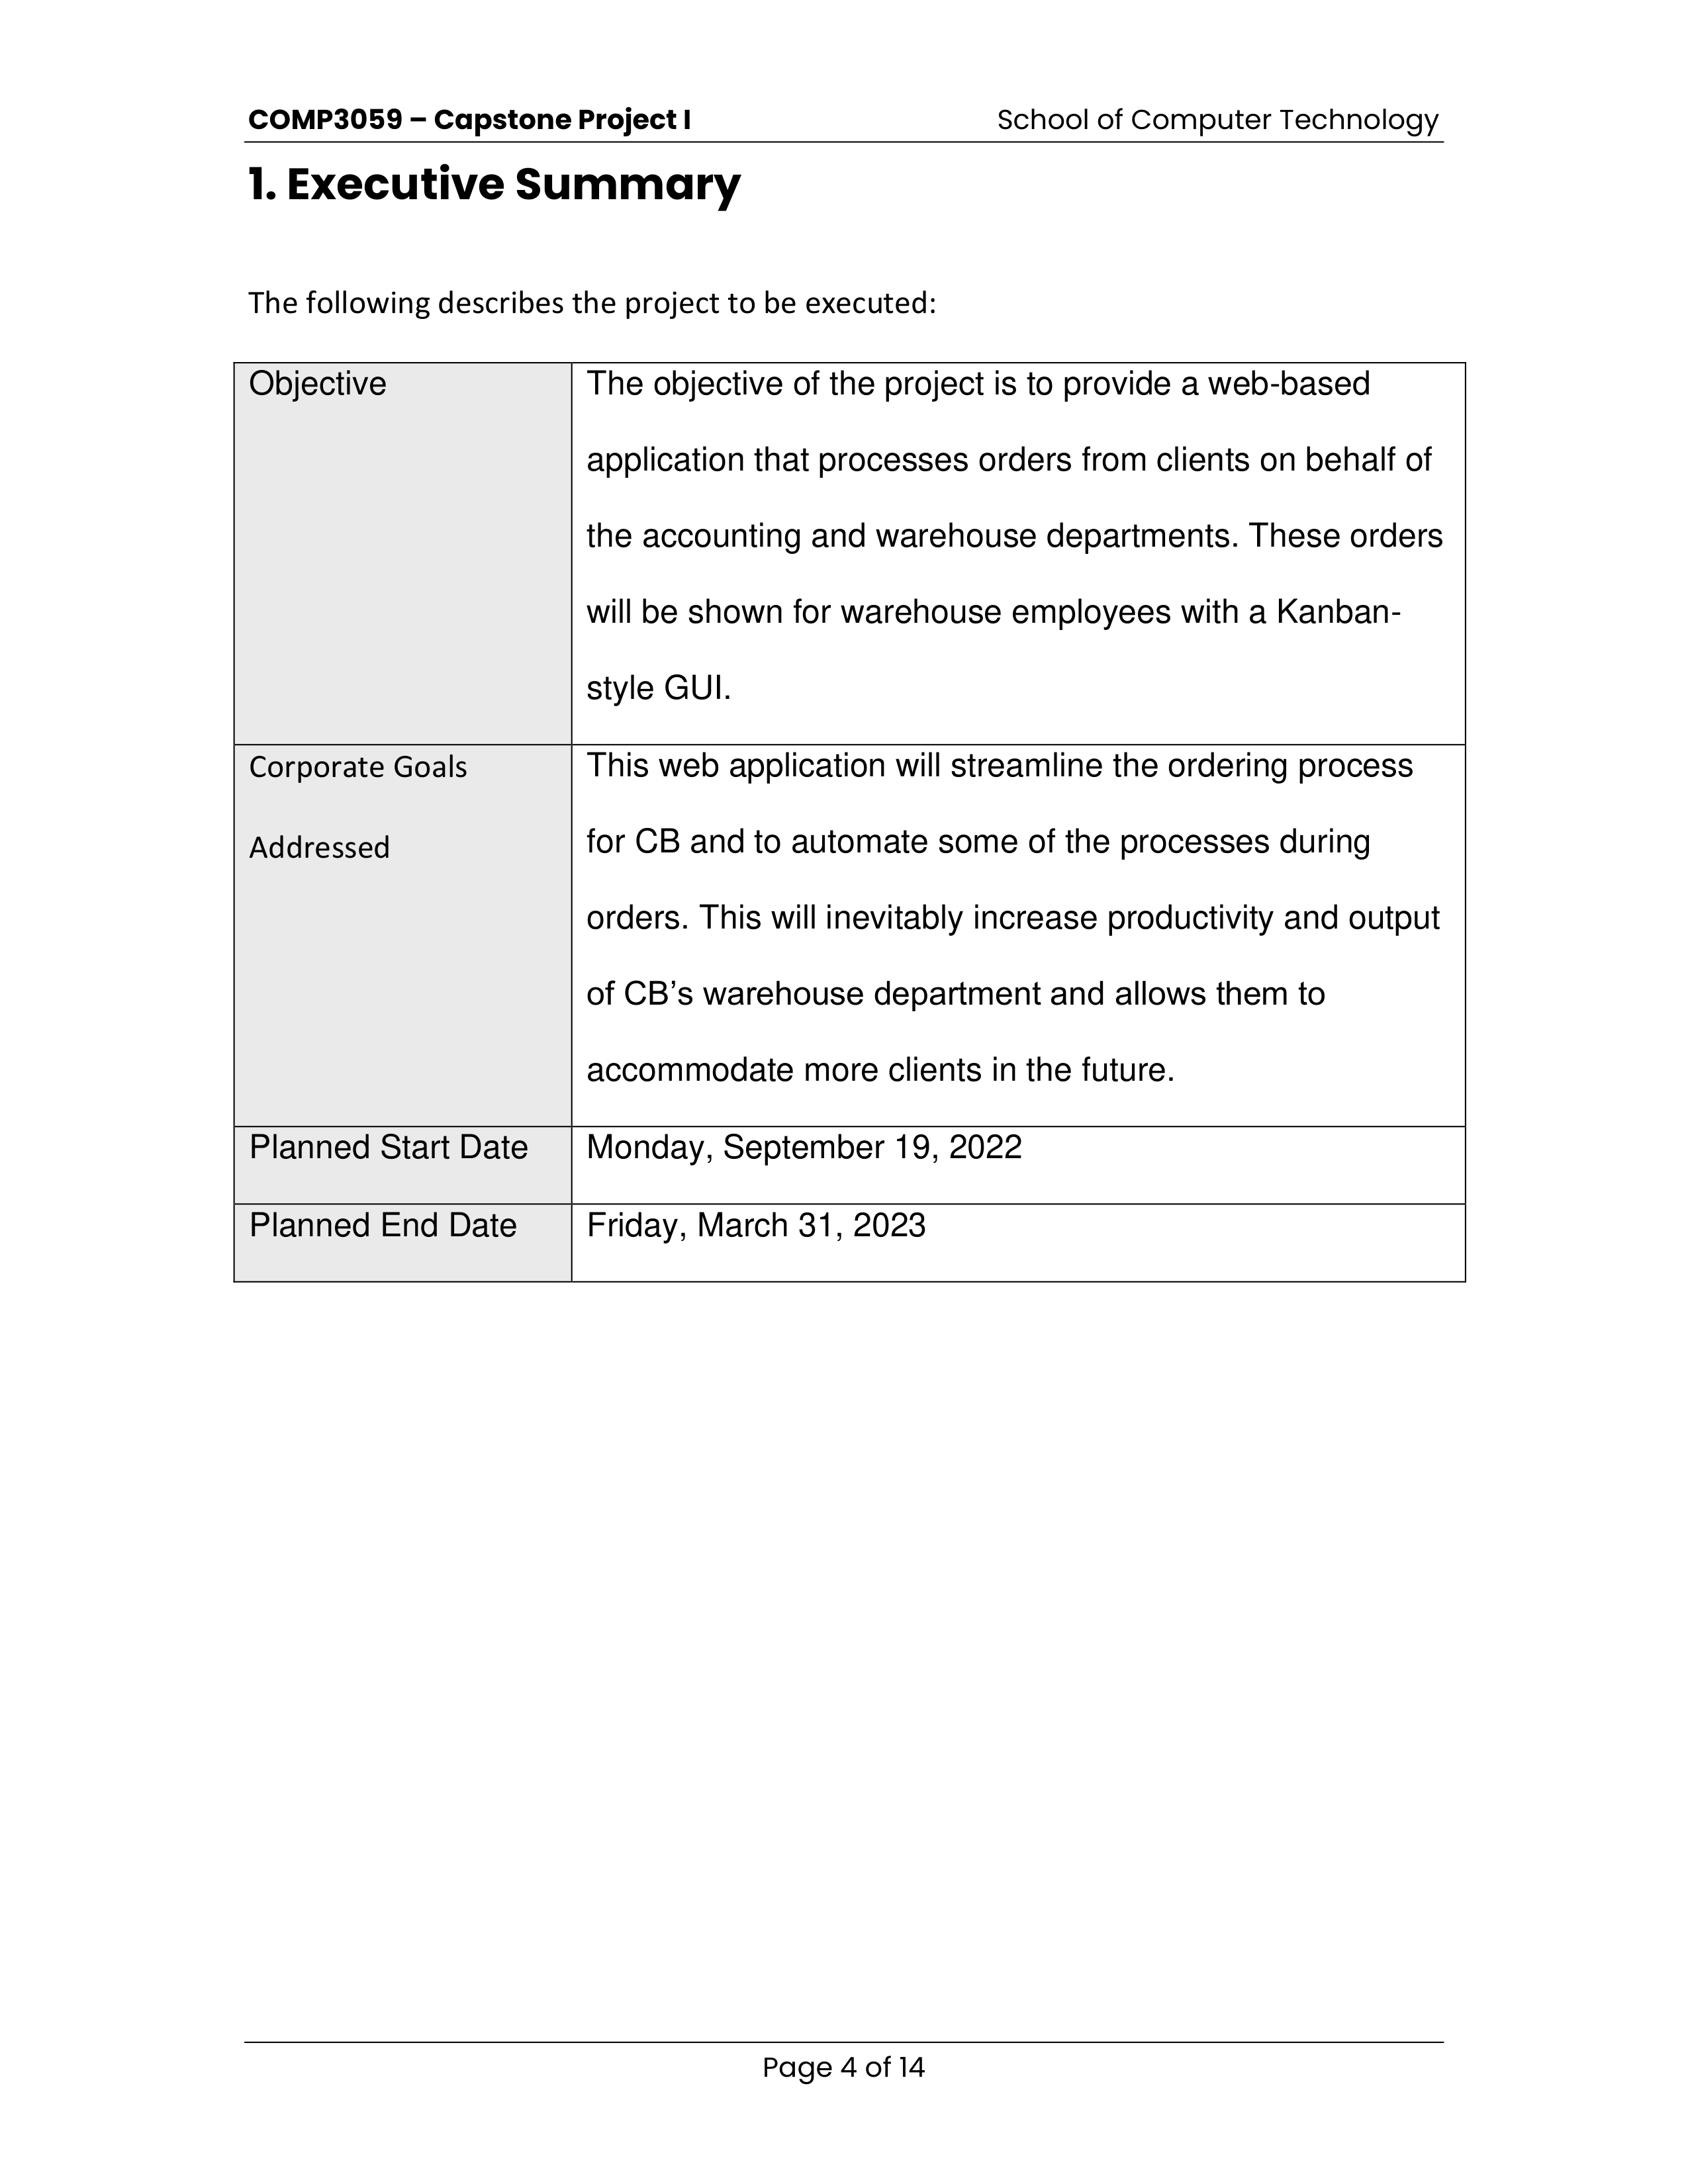 COMP3059 – Capstone Project I School of Computer Technology
1. Executive Summary
The following describes the project to be executed:
Objective
The objective of the project is to provide a web-based
application that processes orders from clients on behalf of
the accounting and warehouse departments. These orders
will be shown for warehouse employees with a Kanban-
style GUI.
Corporate Goals
Addressed
This web application will streamline the ordering process
for CB and to automate some of the processes during
orders. This will inevitably increase productivity and output
of CB’s warehouse department and allows them to
accommodate more clients in the future.
Planned Start Date Monday, September 19, 2022
Planned End Date Friday, March 31, 2023
Page 4 of 14